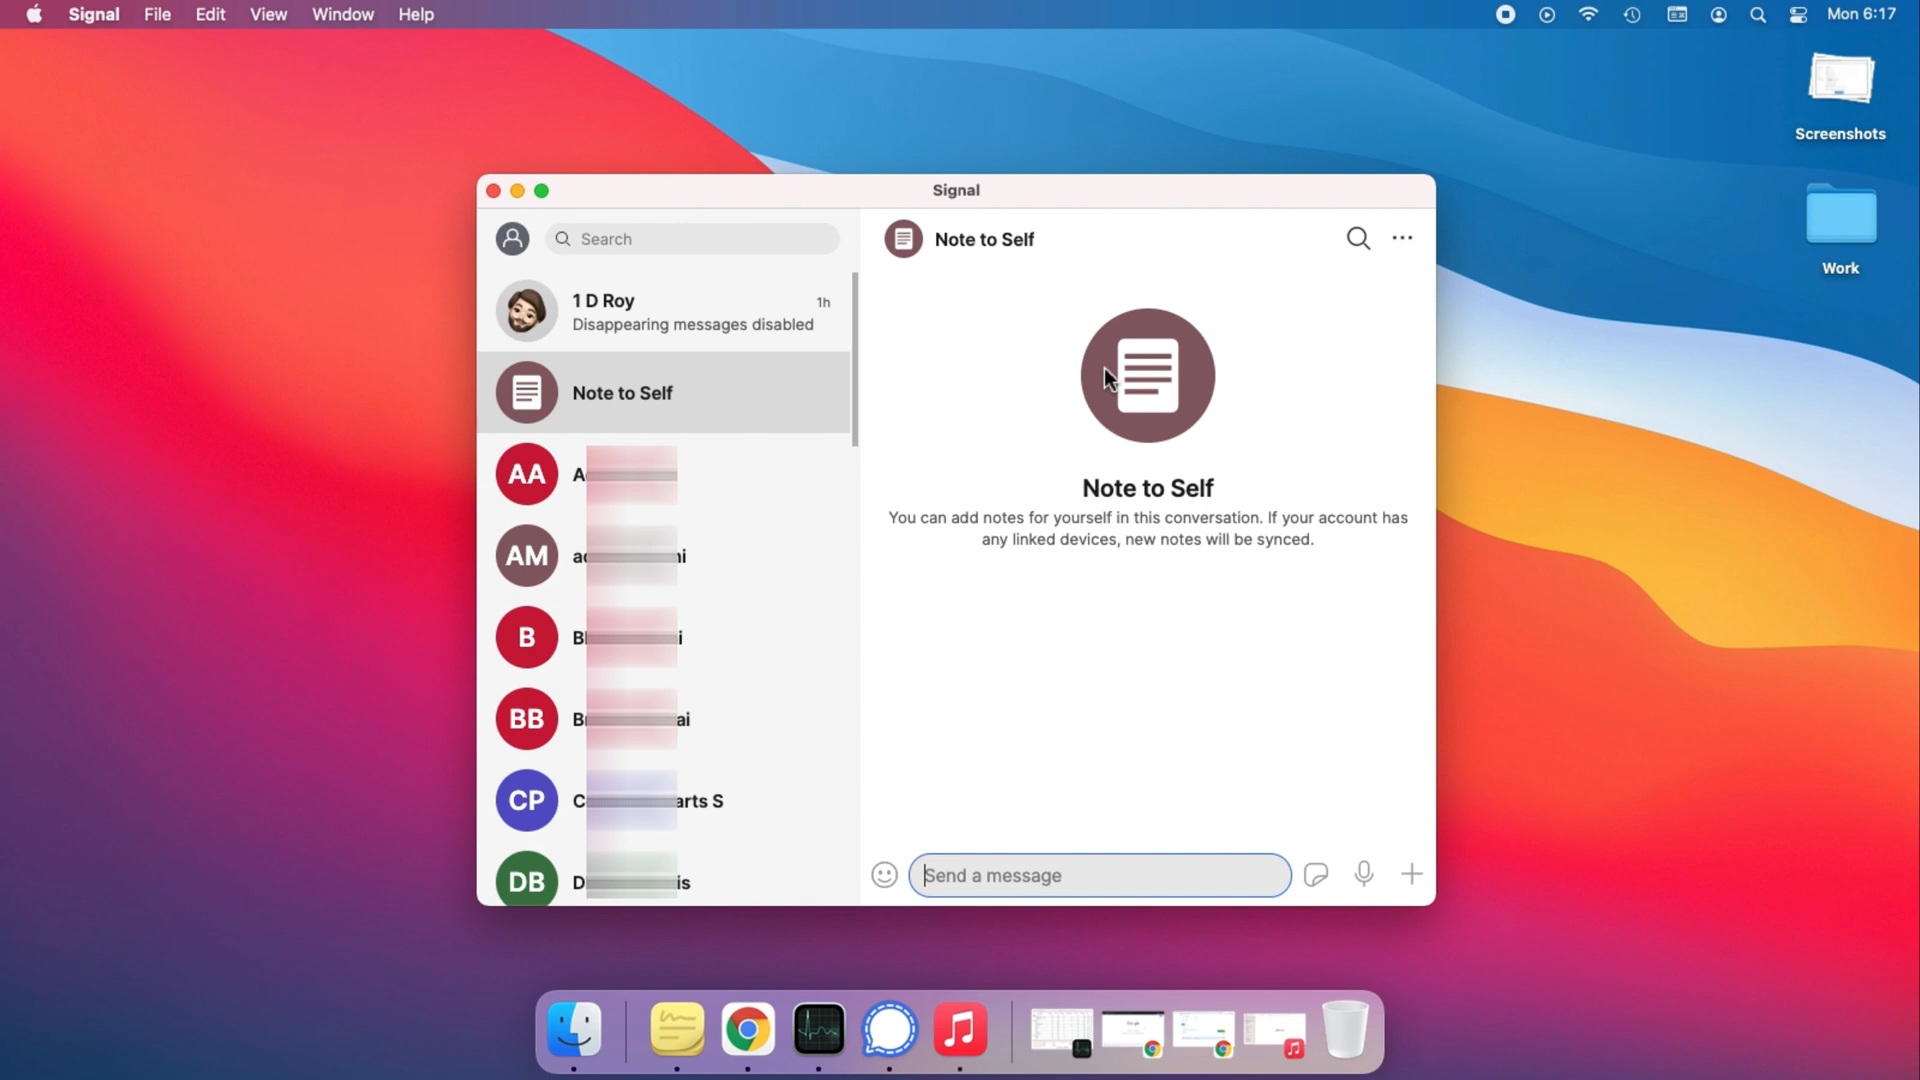 Signal File Edit View Window Help
Mon 6:17
Screenshots
Work
Signal
Search
1 D Roy 1h
Disappearing messages disabled
Note to Self
AA
AM
B
BB
CP
DB
Note to Self
Note to Self
You can add notes for yourself in this conversation. If your account has
any linked devices, new notes will be synced.
Send a message